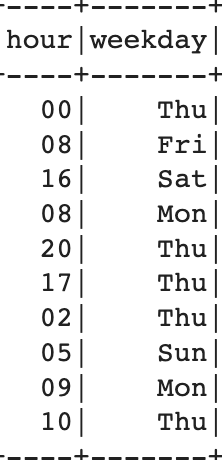 +----+-------+
hour|weekday|
+----+-------+
00| Thu|
08| Fri|
16| Sat|
08| Mon|
20| Thu|
17| Thu|
02| Thu|
05| Sun|
09| Mon|
10| Thu|
+----+-------+